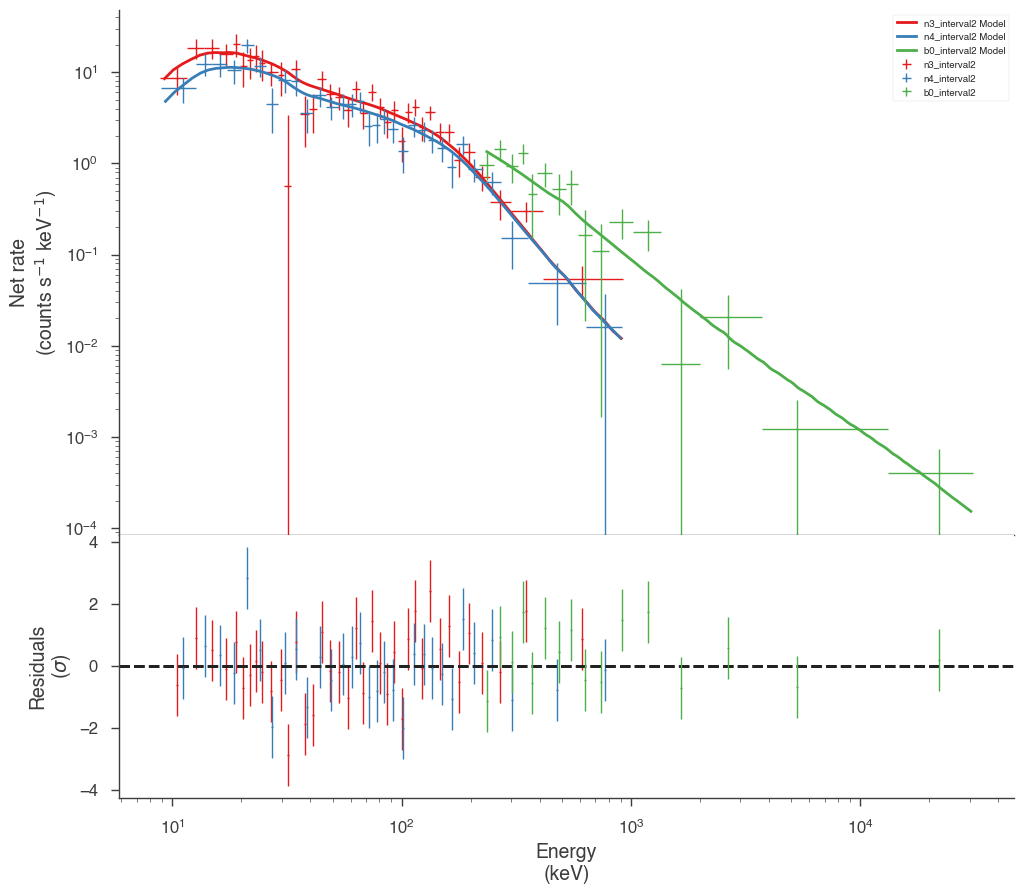 n3_interval2 Model
n4_interval2 Model
b0_interval2 Model
n3_interval2
n4_interval2
b0_interval2
Net rate
(counts s⁻¹ keV⁻¹)
10¹
10⁰
10⁻¹
10⁻²
10⁻³
10⁻⁴
Residuals
(σ)
4
2
0
−2
−4
10¹ 10² 10³ 10⁴
Energy
(keV)